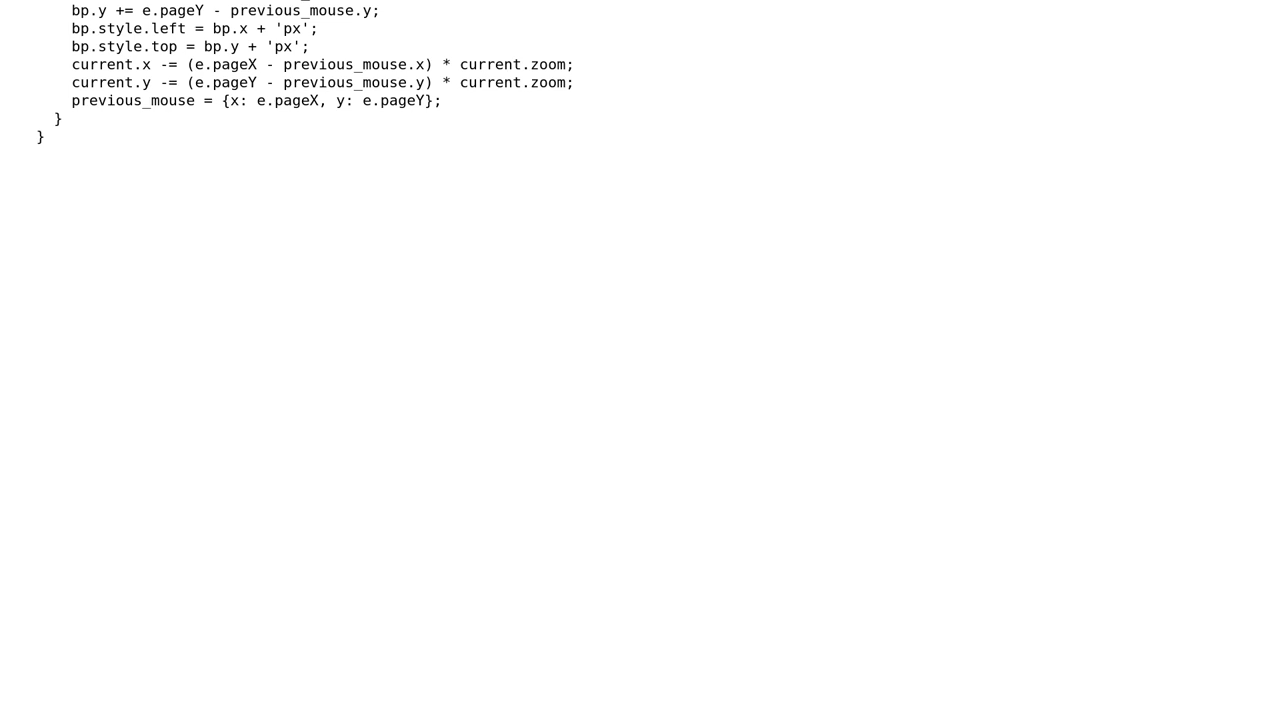 bp.y += e.pageY - previous_mouse.y;
bp.style.left = bp.x + 'px';
bp.style.top = bp.y + 'px';
current.x -= (e.pageX - previous_mouse.x) * current.zoom;
current.y -= (e.pageY - previous_mouse.y) * current.zoom;
previous_mouse = {x: e.pageX, y: e.pageY};
}
}